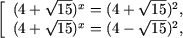 [ (4 + √15)^x = (4 + √15)^2,
(4 + √15)^x = (4 − √15)^2,